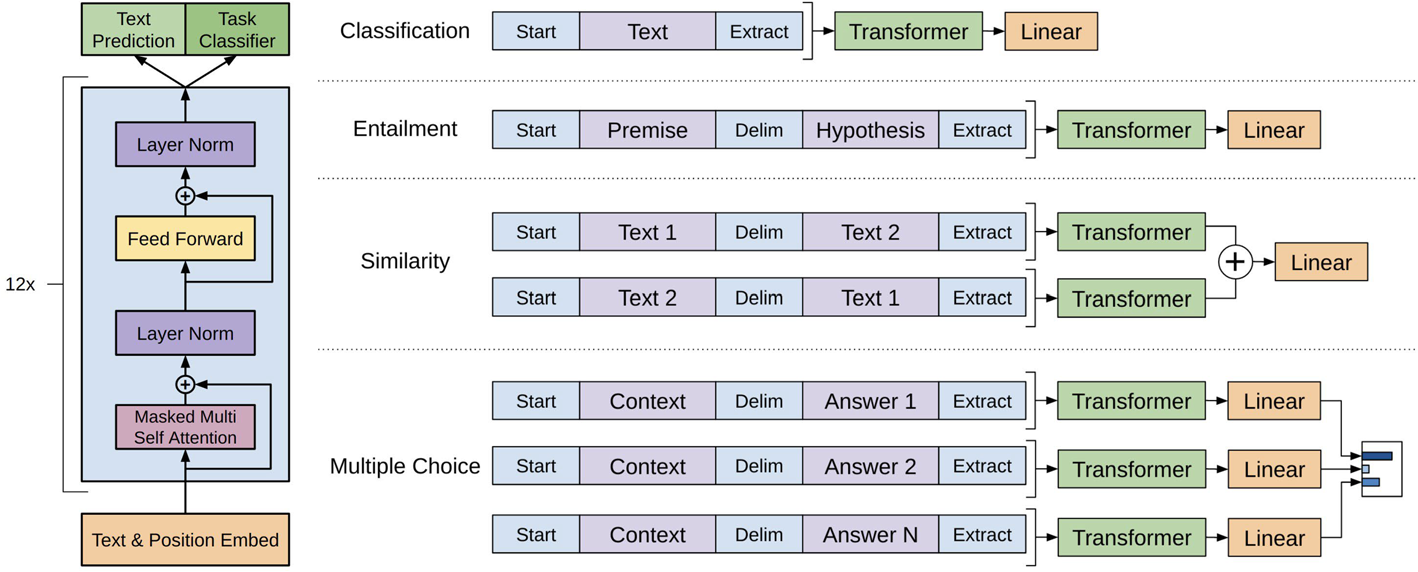 Text
Prediction
Task
Classifier
12x
Layer Norm
+
Feed Forward
Layer Norm
+
Masked Multi
Self Attention
Text & Position Embed
Classification
Start Text Extract Transformer Linear
Entailment
Start Premise Delim Hypothesis Extract Transformer Linear
Similarity
Start Text 1 Delim Text 2 Extract Transformer
+ Linear
Start Text 2 Delim Text 1 Extract Transformer
Multiple Choice
Start Context Delim Answer 1 Extract Transformer Linear
Start Context Delim Answer 2 Extract Transformer Linear
Start Context Delim Answer N Extract Transformer Linear